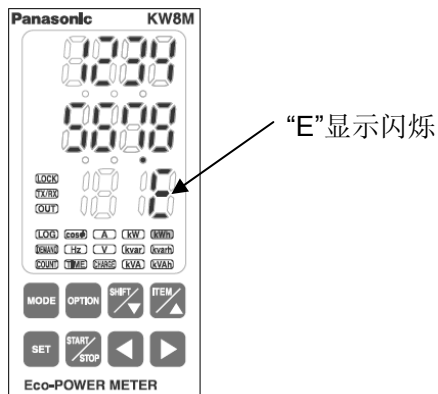 Panasonic KW8M
1234
5678
E
“E”显示闪烁
LOCK
TX/RX
OUT
LOG cosφ A kW kWh
DEMAND Hz V kvar kvarh
COUNT TIME CHARGE kVA kVAh
MODE OPTION SHIFT/ ITEM/
SET START/STOP
Eco-POWER METER